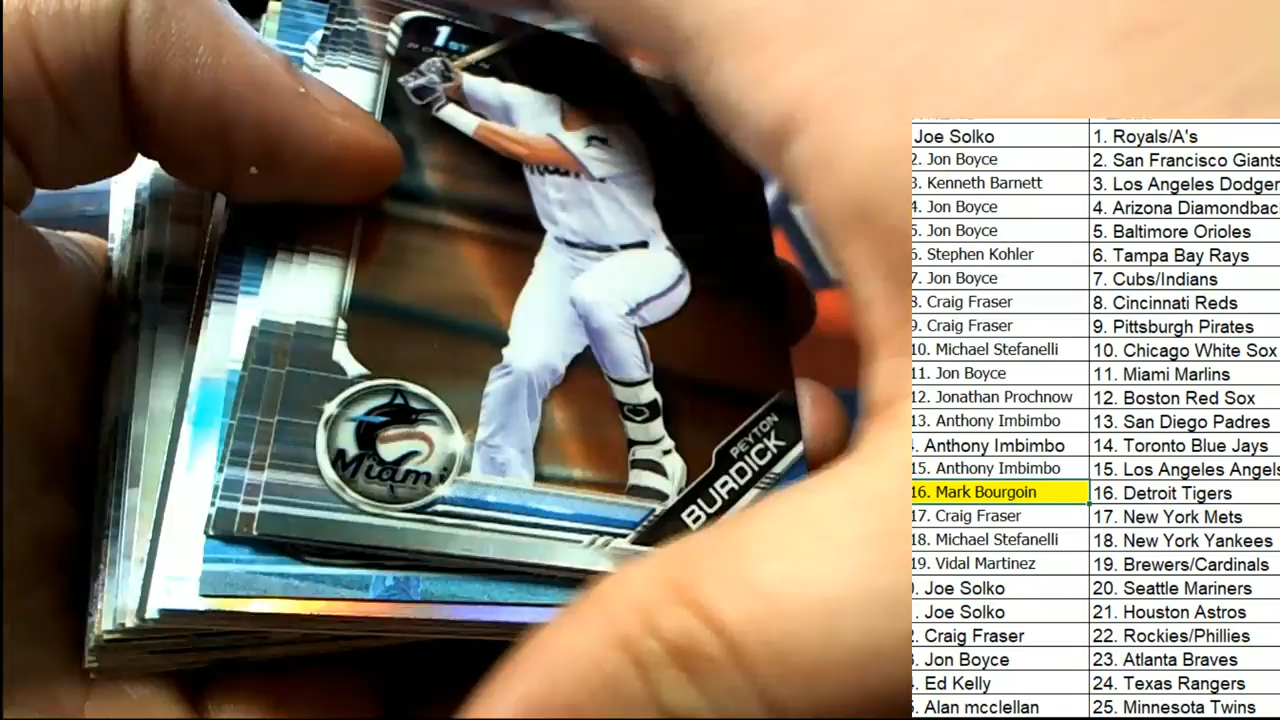 1ST
Miami
PEYTON
BURDICK
Joe Solko 1. Royals/A's
2. Jon Boyce 2. San Francisco Giants
3. Kenneth Barnett 3. Los Angeles Dodger
4. Jon Boyce 4. Arizona Diamondbac
5. Jon Boyce 5. Baltimore Orioles
6. Stephen Kohler 6. Tampa Bay Rays
7. Jon Boyce 7. Cubs/Indians
8. Craig Fraser 8. Cincinnati Reds
9. Craig Fraser 9. Pittsburgh Pirates
10. Michael Stefanelli 10. Chicago White Sox
11. Jon Boyce 11. Miami Marlins
12. Jonathan Prochnow 12. Boston Red Sox
13. Anthony Imbimbo 13. San Diego Padres
. Anthony Imbimbo 14. Toronto Blue Jays
15. Anthony Imbimbo 15. Los Angeles Angels
16. Mark Bourgoin 16. Detroit Tigers
17. Craig Fraser 17. New York Mets
18. Michael Stefanelli 18. New York Yankees
19. Vidal Martinez 19. Brewers/Cardinals
. Joe Solko 20. Seattle Mariners
. Joe Solko 21. Houston Astros
. Craig Fraser 22. Rockies/Phillies
. Jon Boyce 23. Atlanta Braves
. Ed Kelly 24. Texas Rangers
. Alan mcclellan 25. Minnesota Twins